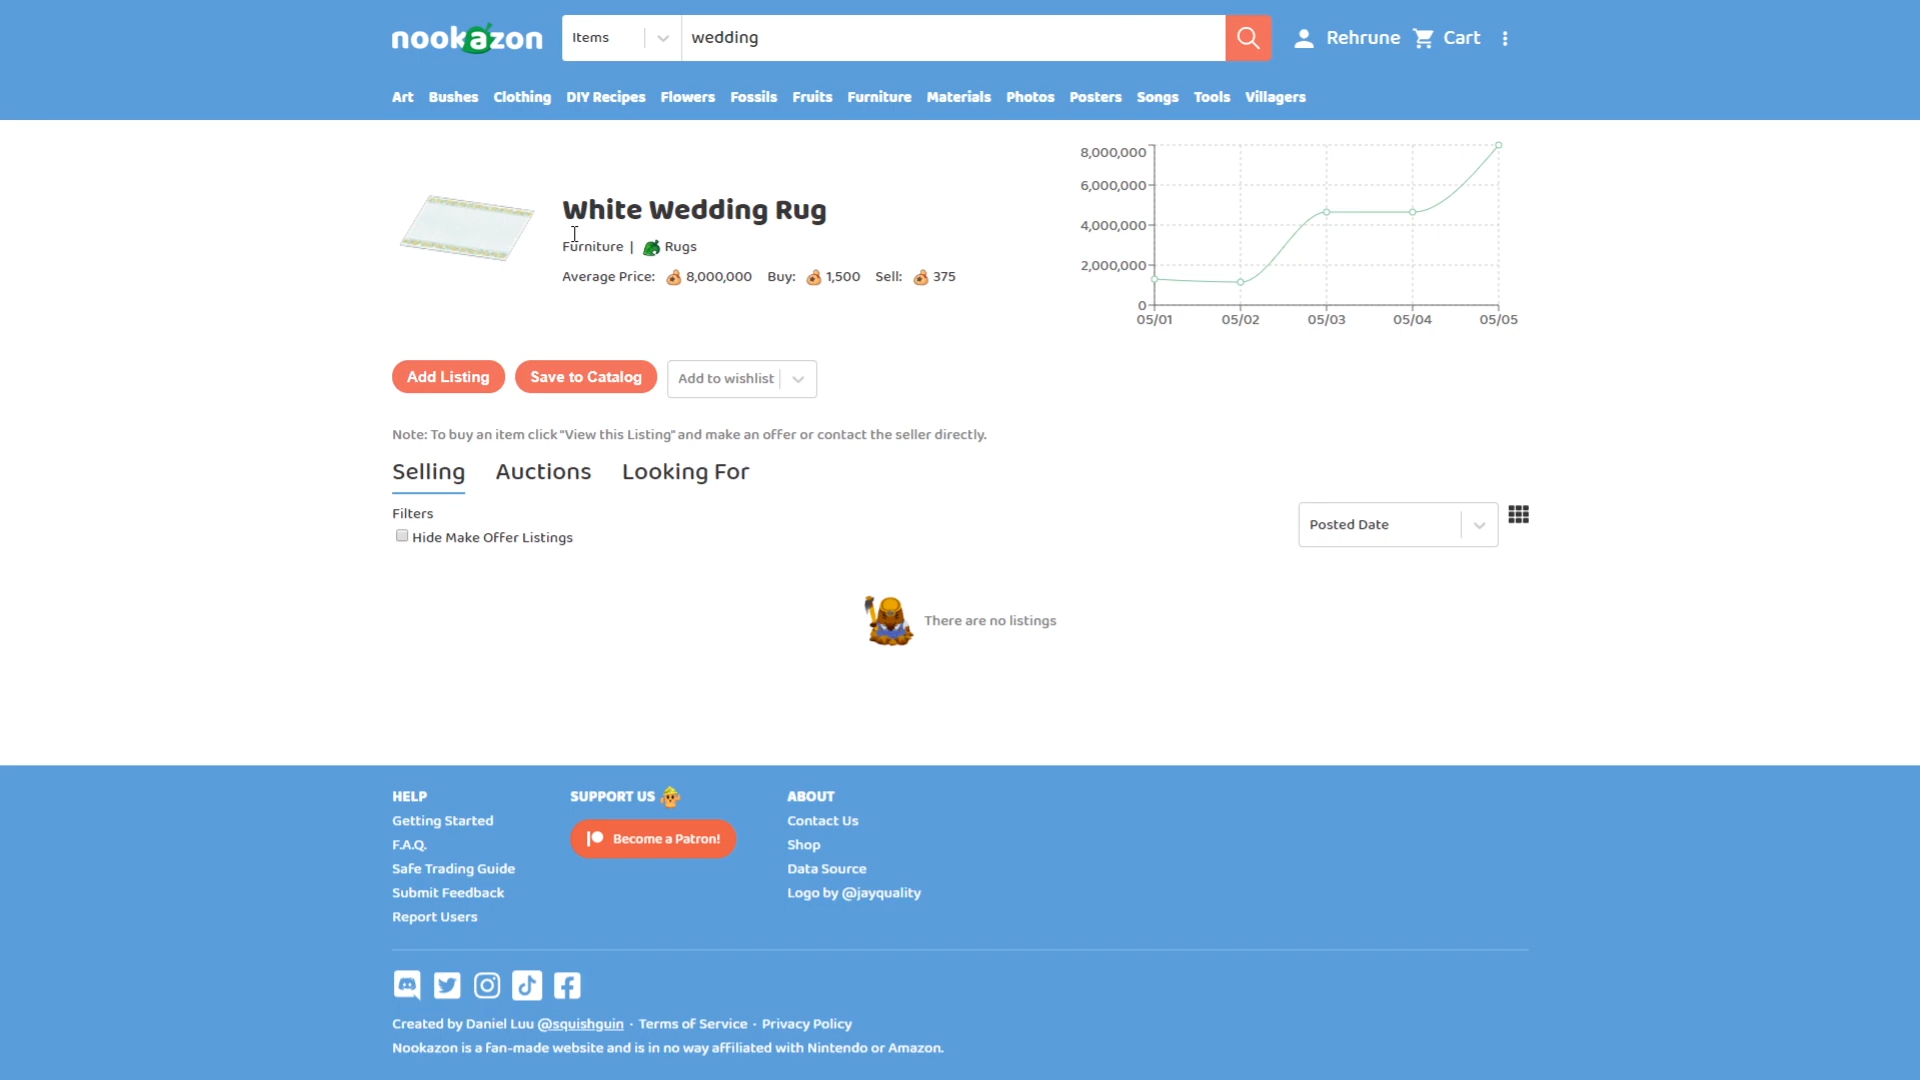 nookazon
Items
wedding
Rehrune
Cart
Art Bushes Clothing DIY Recipes Flowers Fossils Fruits Furniture Materials Photos Posters Songs Tools Villagers
White Wedding Rug
Furniture | Rugs
Average Price: 8,000,000 Buy: 1,500 Sell: 375
8,000,000
6,000,000
4,000,000
2,000,000
0
05/01 05/02 05/03 05/04 05/05
Add Listing
Save to Catalog
Add to wishlist
Note: To buy an item click "View this Listing" and make an offer or contact the seller directly.
Selling Auctions Looking For
Filters
Hide Make Offer Listings
Posted Date
There are no listings
HELP
Getting Started
F.A.Q.
Safe Trading Guide
Submit Feedback
Report Users
SUPPORT US
Become a Patron!
ABOUT
Contact Us
Shop
Data Source
Logo by @jayquality
Created by Daniel Luu @squishguin · Terms of Service · Privacy Policy
Nookazon is a fan-made website and is in no way affiliated with Nintendo or Amazon.